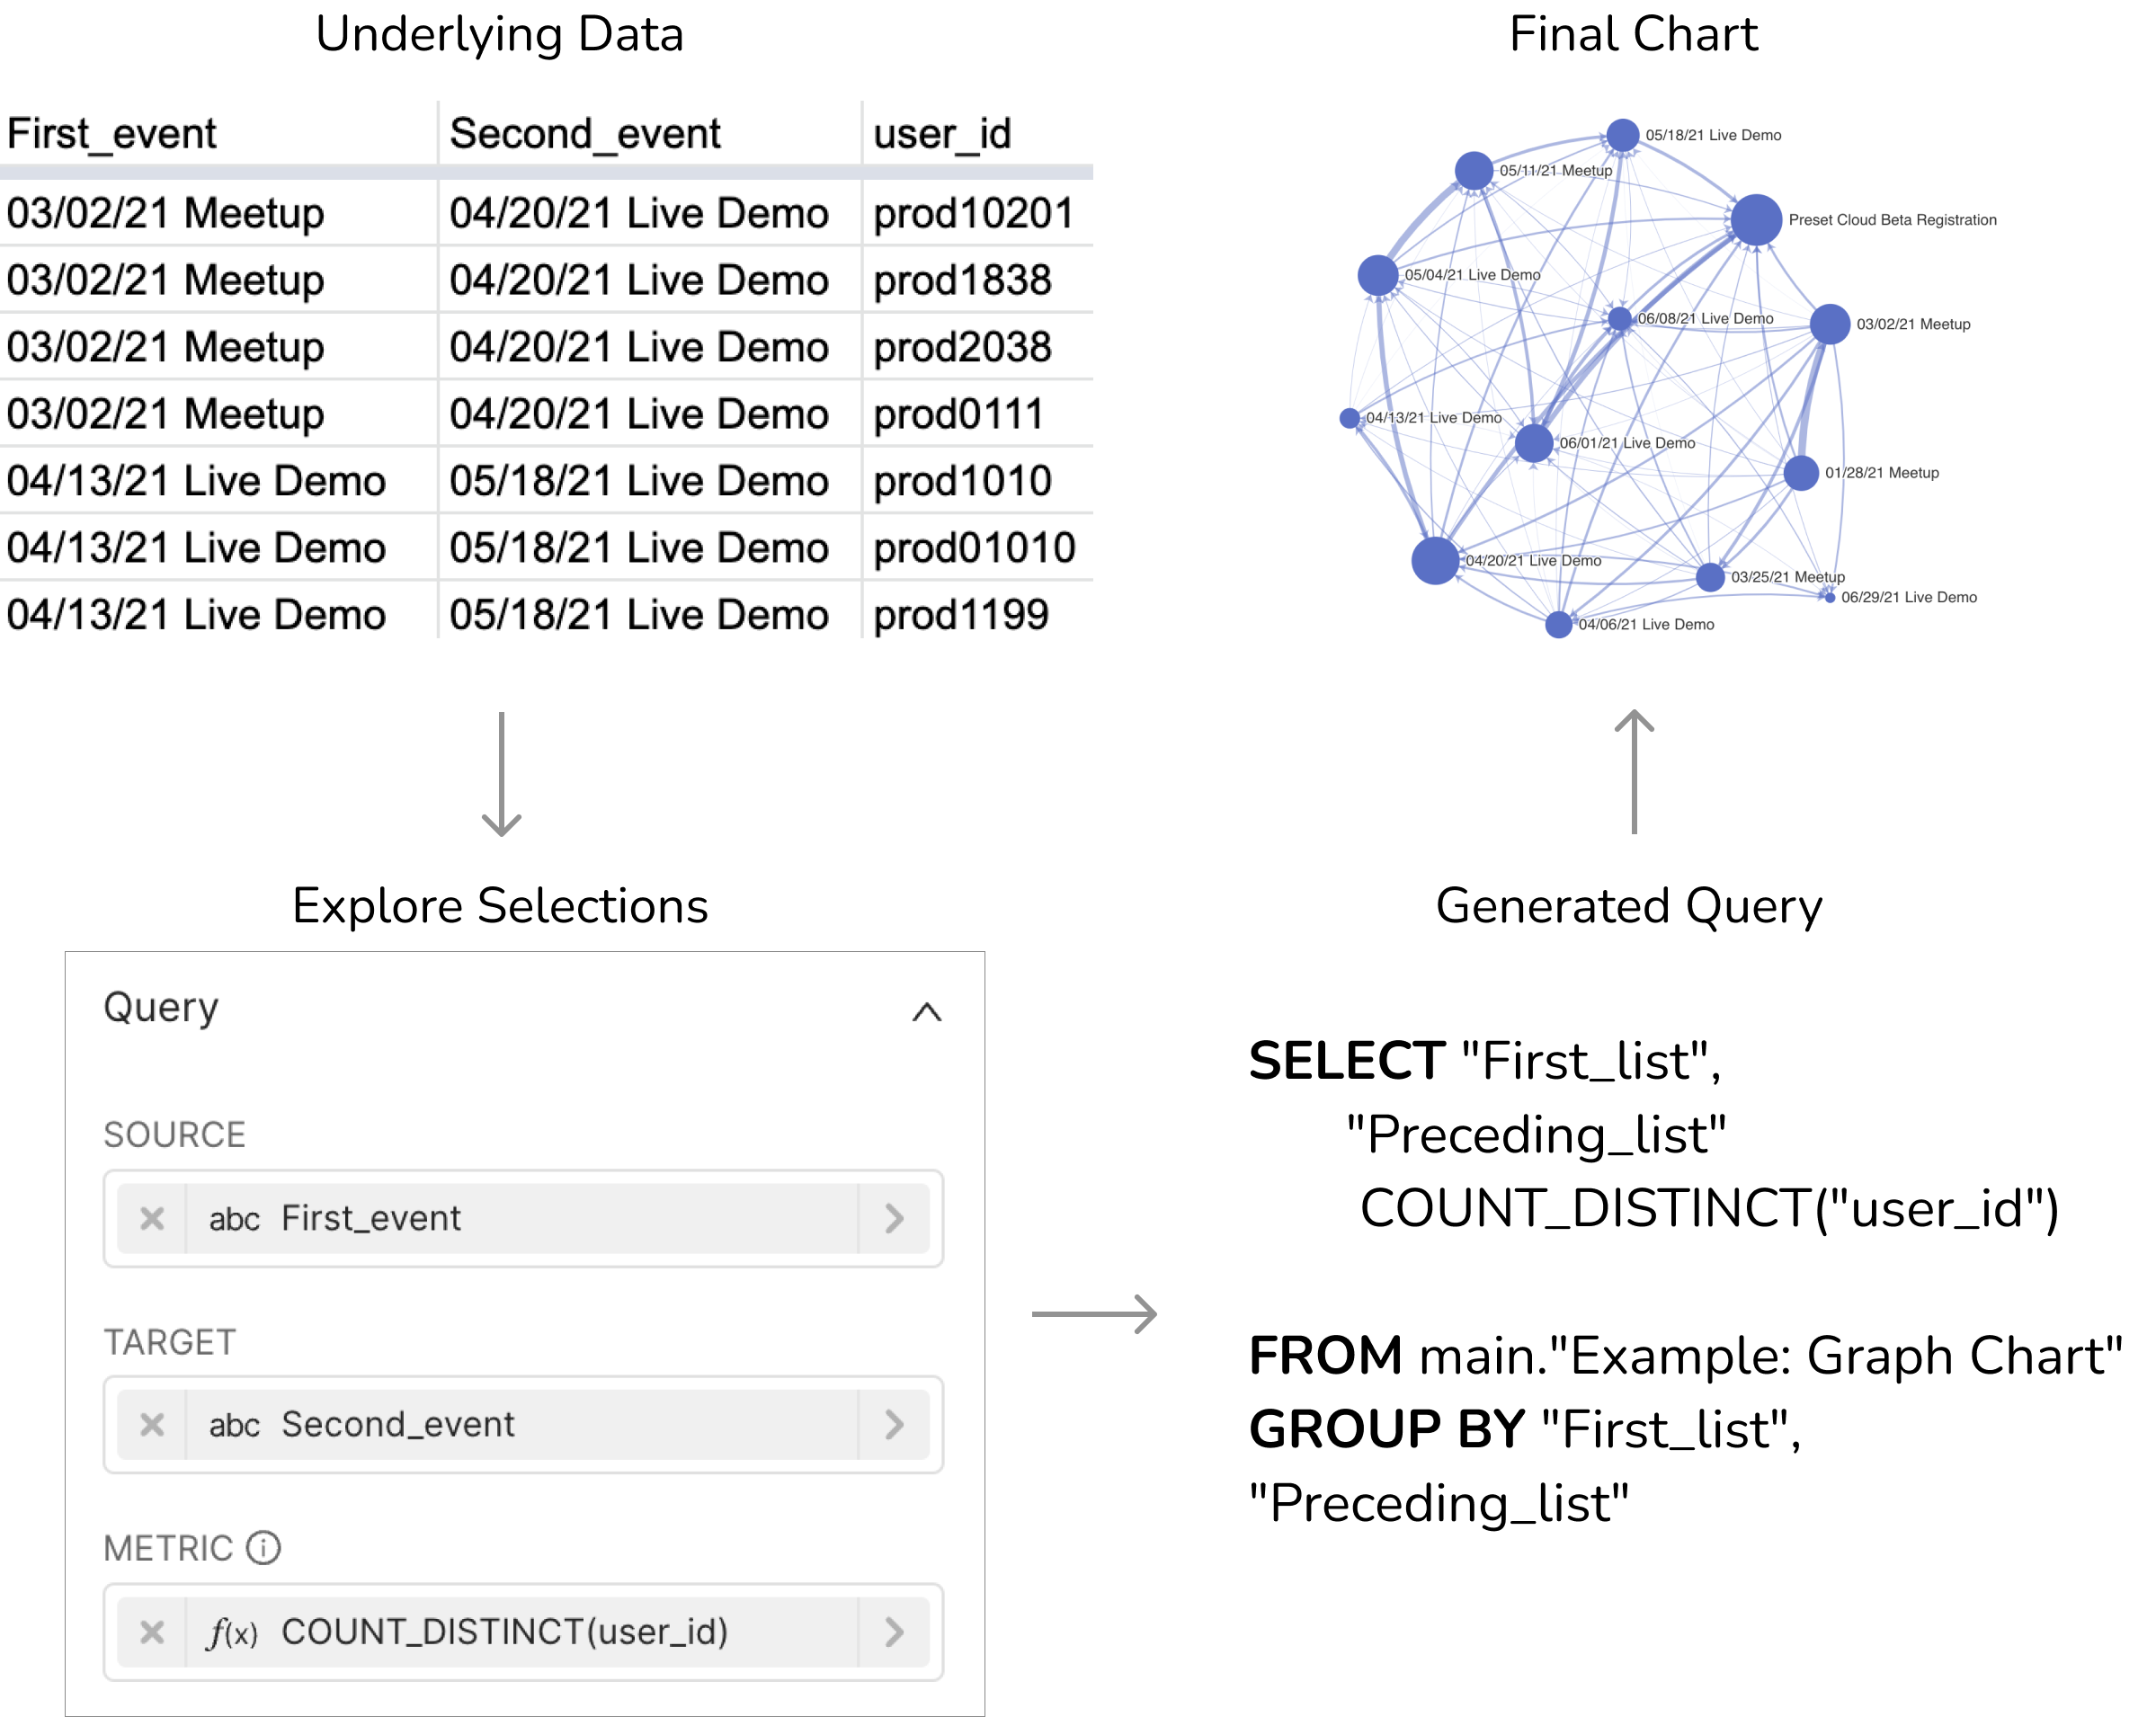 Underlying Data
First_event Second_event user_id
03/02/21 Meetup 04/20/21 Live Demo prod10201
03/02/21 Meetup 04/20/21 Live Demo prod1838
03/02/21 Meetup 04/20/21 Live Demo prod2038
03/02/21 Meetup 04/20/21 Live Demo prod0111
04/13/21 Live Demo 05/18/21 Live Demo prod1010
04/13/21 Live Demo 05/18/21 Live Demo prod01010
04/13/21 Live Demo 05/18/21 Live Demo prod1199
Final Chart
05/18/21 Live Demo
05/11/21 Meetup
Preset Cloud Beta Registration
05/04/21 Live Demo
06/08/21 Live Demo
03/02/21 Meetup
04/13/21 Live Demo
06/01/21 Live Demo
01/28/21 Meetup
04/20/21 Live Demo
03/25/21 Meetup
06/29/21 Live Demo
04/06/21 Live Demo
Explore Selections
Query
SOURCE
abc First_event
TARGET
abc Second_event
METRIC
f(x) COUNT_DISTINCT(user_id)
Generated Query
SELECT "First_list",
"Preceding_list"
COUNT_DISTINCT("user_id")
FROM main."Example: Graph Chart"
GROUP BY "First_list",
"Preceding_list"